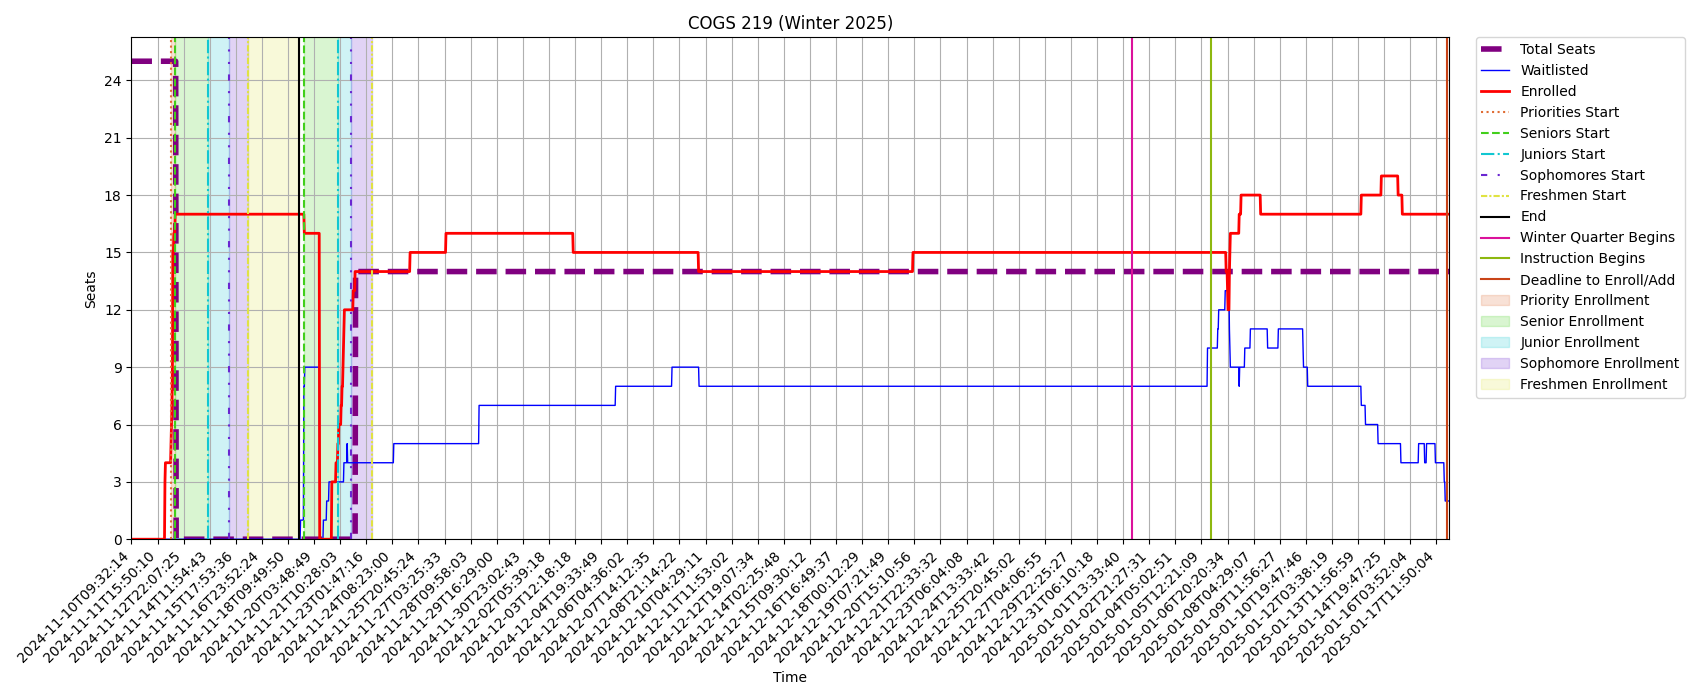 COGS 219 (Winter 2025)
Seats
24
21
18
15
12
9
6
3
0
2024-11-10T09:32:14
2024-11-11T15:50:10
2024-11-12T22:07:25
2024-11-14T11:54:43
2024-11-15T17:53:36
2024-11-16T23:52:24
2024-11-18T09:49:50
2024-11-20T03:48:49
2024-11-21T10:28:03
2024-11-23T01:47:16
2024-11-24T08:23:00
2024-11-25T20:45:24
2024-11-28T03:25:33
2024-11-28T09:58:03
2024-11-29T16:29:00
2024-11-30T23:02:43
2024-12-02T05:39:18
2024-12-03T12:18:18
2024-12-04T19:33:49
2024-12-06T04:36:02
2024-12-07T14:12:35
2024-12-08T21:14:22
2024-12-10T04:29:11
2024-12-11T11:53:02
2024-12-12T19:07:34
2024-12-14T02:25:48
2024-12-15T09:30:12
2024-12-16T16:49:37
2024-12-18T00:12:29
2024-12-19T07:21:49
2024-12-20T15:10:56
2024-12-21T22:33:32
2024-12-23T06:04:08
2024-12-24T13:33:42
2024-12-25T20:45:02
2024-12-27T04:06:55
2024-12-29T22:25:27
2024-12-31T06:10:18
2025-01-01T13:33:40
2025-01-02T21:27:31
2025-01-04T05:02:51
2025-01-05T12:21:09
2025-01-06T20:20:34
2025-01-08T04:29:07
2025-01-09T11:56:27
2025-01-10T19:47:46
2025-01-12T03:38:19
2025-01-13T11:56:59
2025-01-14T19:47:25
2025-01-16T03:52:04
2025-01-17T11:50:04
Time
Total Seats
Waitlisted
Enrolled
Priorities Start
Seniors Start
Juniors Start
Sophomores Start
Freshmen Start
End
Winter Quarter Begins
Instruction Begins
Deadline to Enroll/Add
Priority Enrollment
Senior Enrollment
Junior Enrollment
Sophomore Enrollment
Freshmen Enrollment